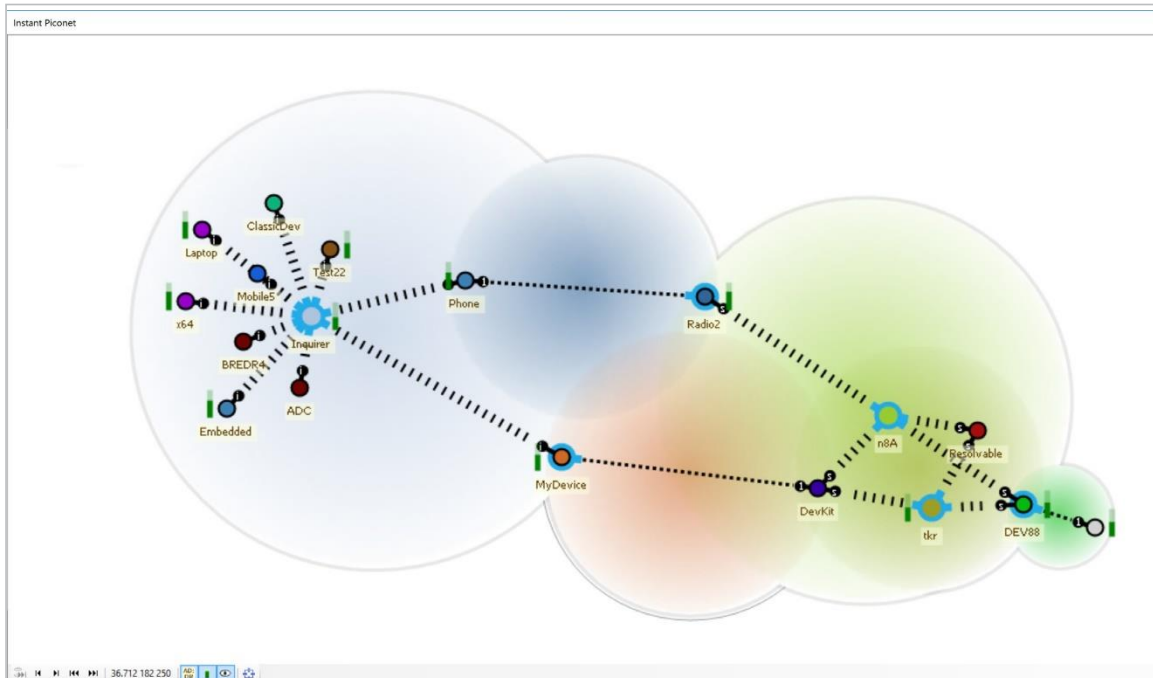 Instant Piconet
ClassicDev
Laptop
Test22
Mobile5
x64
Phone
Inquirer
Radio2
BREDR4
ADC
Embedded
n8A
Resolvable
MyDevice
DevKit
tkr
DEV88
36.712 182 250